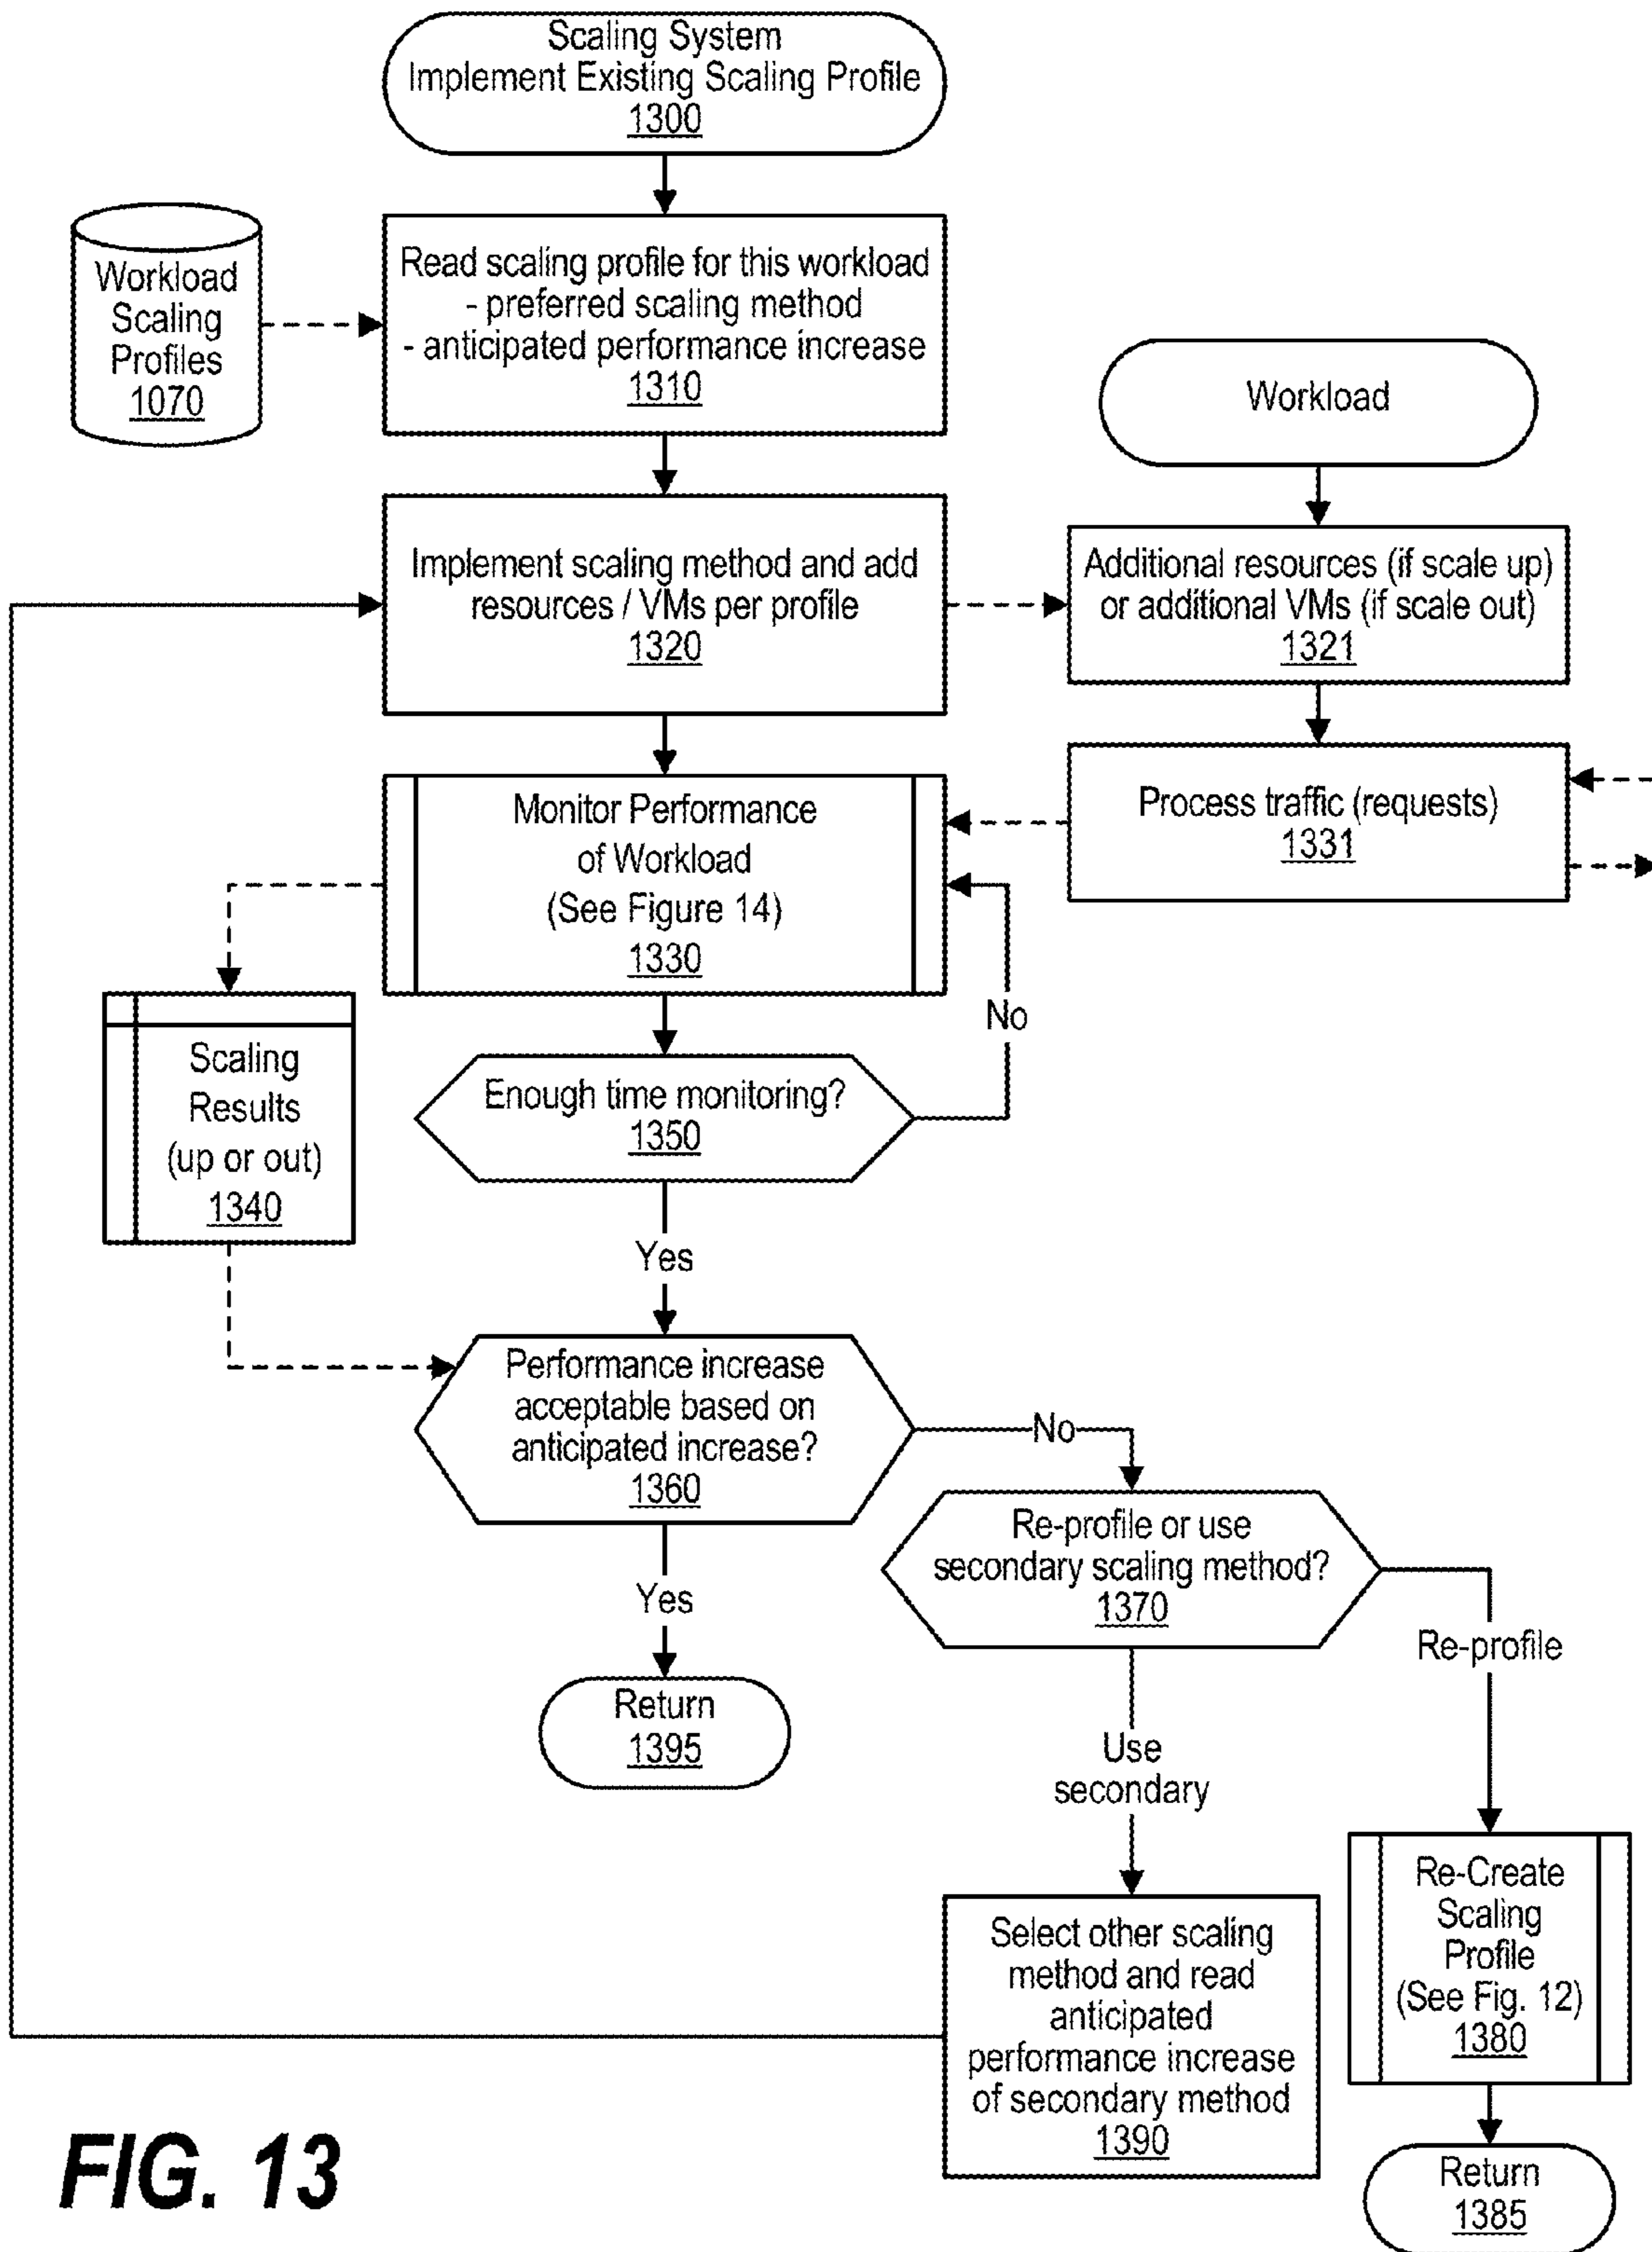 Scaling System
Implement Existing Scaling Profile
1300
Workload
Scaling
Profiles
1070
Read scaling profile for this workload
- preferred scaling method
- anticipated performance increase
1310
Workload
Implement scaling method and add
resources / VMs per profile
1320
Additional resources (if scale up)
or additional VMs (if scale out)
1321
Process traffic (requests)
1331
Monitor Performance
of Workload
(See Figure 14)
1330
No
Scaling
Results
(up or out)
1340
Enough time monitoring?
1350
Yes
Performance increase
acceptable based on
anticipated increase?
1360
No
Re-profile or use
secondary scaling method?
1370
Yes
Return
1395
Re-profile
Use
secondary
Select other scaling
method and read
anticipated
performance increase
of secondary method
1390
Re-Create
Scaling
Profile
(See Fig. 12)
1380
Return
1385
FIG. 13